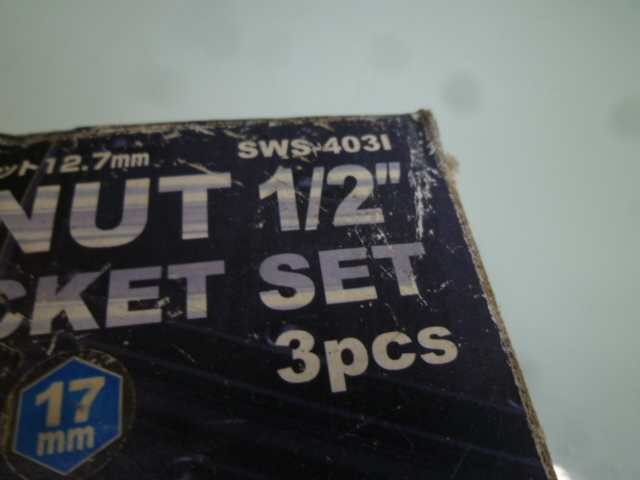 ット12.7mm SWS-403I
NUT 1/2"
CKET SET
3pcs
17
mm